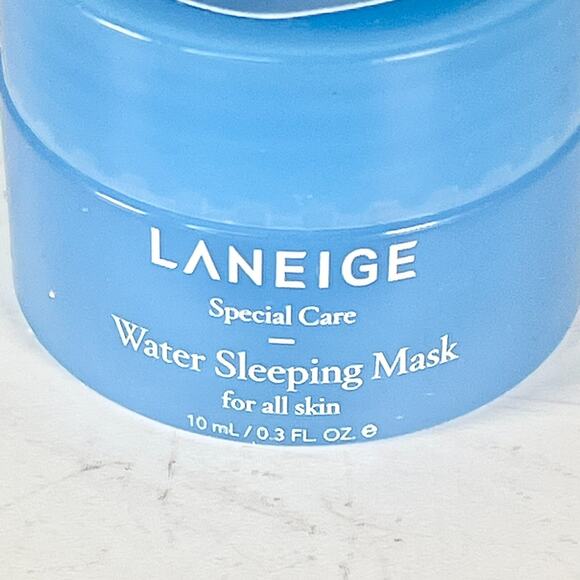 LANEIGE
Special Care
Water Sleeping Mask
for all skin
10 mL / 0.3 FL. OZ. ℮